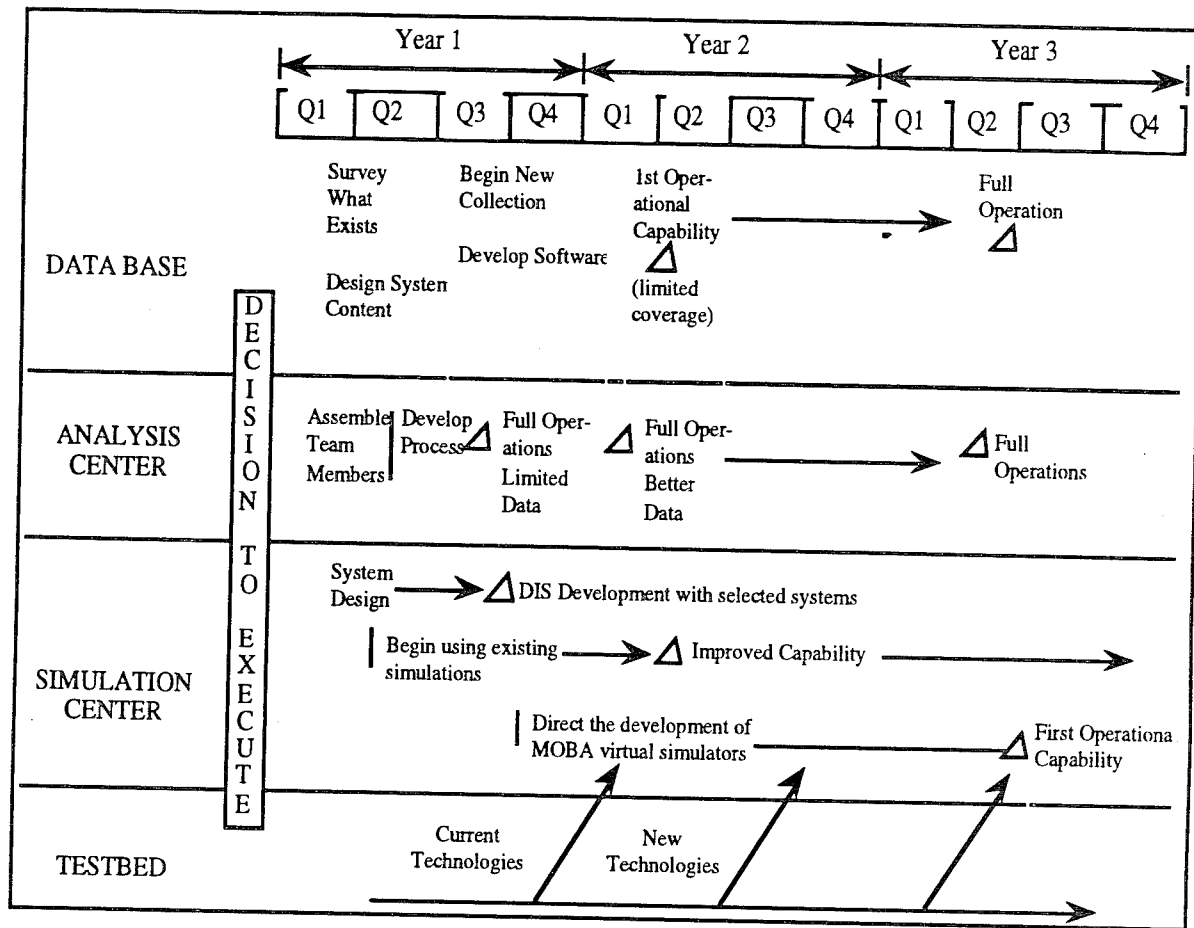 Year 1
Year 2
Year 3
Q1 Q2 Q3 Q4 Q1 Q2 Q3 Q4 Q1 Q2 Q3 Q4
DATA BASE
Survey
What
Exists
Design System
Content
Begin New
Collection
Develop Software
1st Oper-
ational
Capability
(limited
coverage)
Full
Operation
DECISION TO EXECUTE
ANALYSIS
CENTER
Assemble
Team
Members
Develop
Process
Full Oper-
ations
Limited
Data
Full Oper-
ations
Better
Data
Full
Operations
SIMULATION
CENTER
System
Design
DIS Development with selected systems
Begin using existing
simulations
Improved Capability
Direct the development of
MOBA virtual simulators
First Operationa
Capability
TESTBED
Current
Technologies
New
Technologies